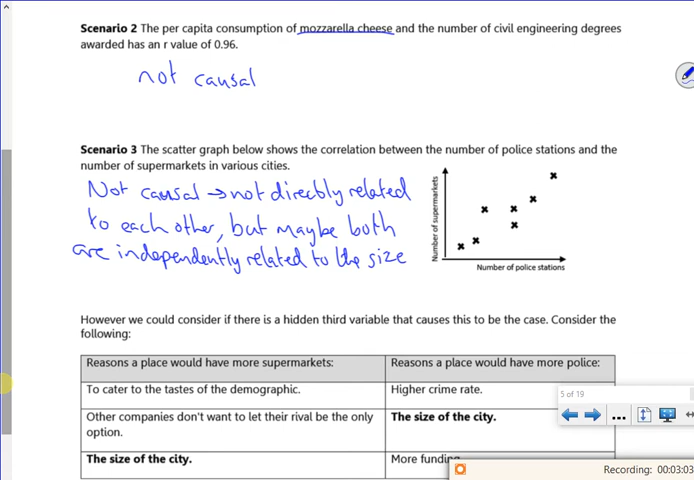 Scenario 2 The per capita consumption of mozzarella cheese and the number of civil engineering degrees
awarded has an r value of 0.96.
not causal
Scenario 3 The scatter graph below shows the correlation between the number of police stations and the
number of supermarkets in various cities.
Not causal → not directly related
to each other, but maybe both
are independently related to the size
Number of supermarkets
Number of police stations
However we could consider if there is a hidden third variable that causes this to be the case. Consider the
following:
Reasons a place would have more supermarkets:
Reasons a place would have more police:
To cater to the tastes of the demographic.
Higher crime rate.
Other companies don't want to let their rival be the only
option.
The size of the city.
The size of the city.
More fundin
5 of 19
Recording: 00:03:03